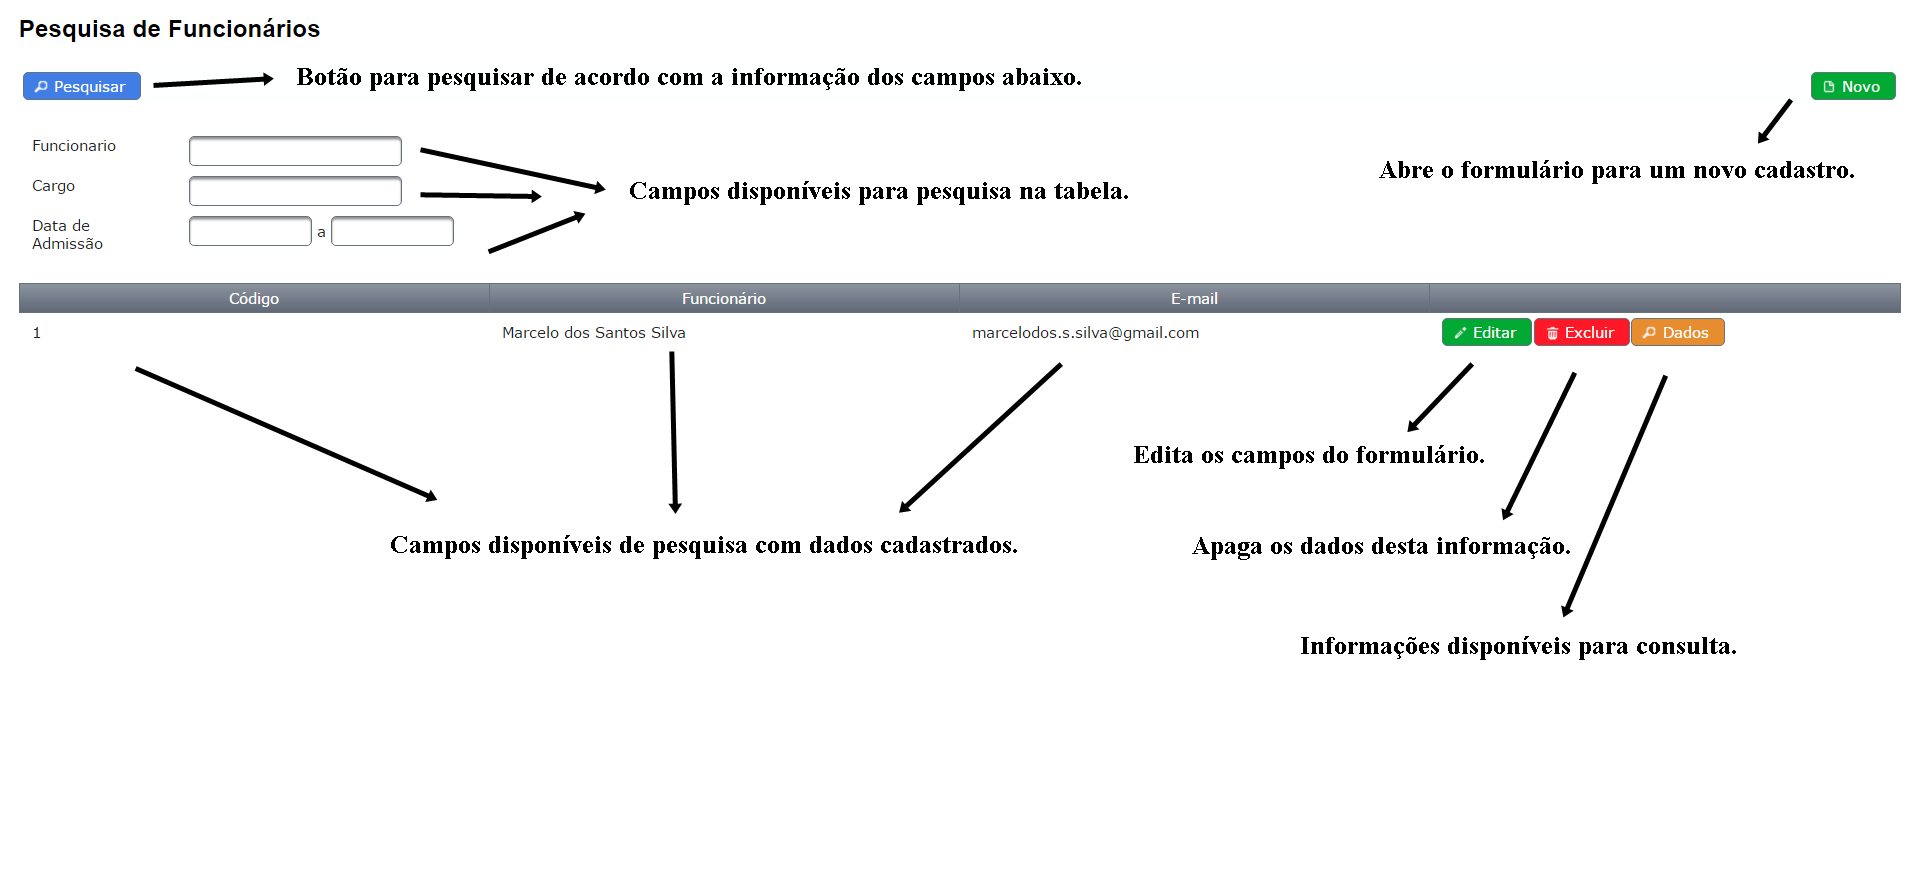 Pesquisa de Funcionários
Pesquisar
Botão para pesquisar de acordo com a informação dos campos abaixo.
Novo
Funcionario
Abre o formulário para um novo cadastro.
Cargo
Campos disponíveis para pesquisa na tabela.
Data de
Admissão
a
Código Funcionário E-mail
1 Marcelo dos Santos Silva marcelodos.s.silva@gmail.com Editar Excluir Dados
Edita os campos do formulário.
Campos disponíveis de pesquisa com dados cadastrados.
Apaga os dados desta informação.
Informações disponíveis para consulta.